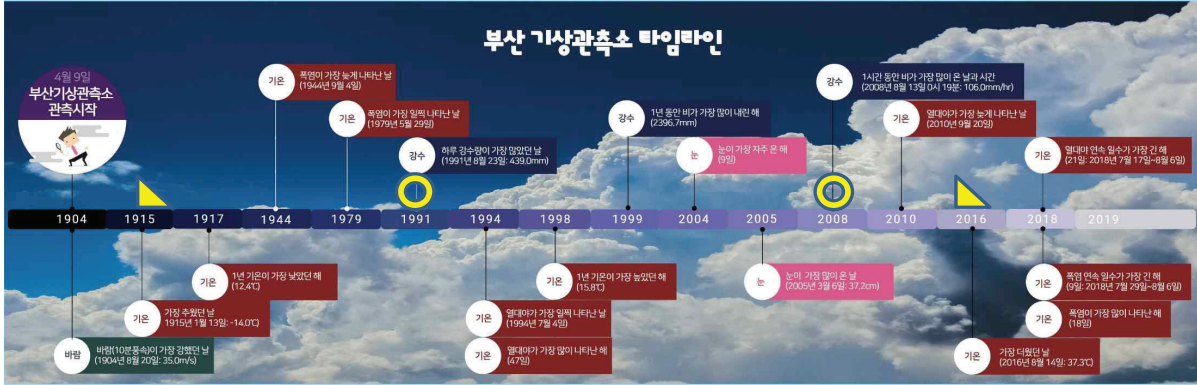 부산 기상관측소 타임라인
4월 9일
부산기상관측소
관측시작
기온
폭염이 가장 늦게 나타난 날
(1944년 9월 4일)
기온
폭염이 가장 일찍 나타난 날
(1979년 5월 29일)
강수
하루 강수량이 가장 많았던 날
(1991년 8월 23일: 439.0mm)
강수
1년 동안 비가 가장 많이 내린 해
(2396.7mm)
눈
눈이 가장 자주 온 해
(9일)
강수
1시간 동안 비가 가장 많이 온 날과 시간
(2008년 8월 13일 0시 19분: 106.0mm/hr)
기온
열대야가 가장 늦게 나타난 날
(2010년 9월 20일)
기온
열대야 연속 일수가 가장 긴 해
(21일: 2018년 7월 17일~8월 6일)
1904 1915 1917 1944 1979 1991 1994 1998 1999 2004 2005 2008 2010 2016 2018 2019
바람
바람(10분풍속)이 가장 강했던 날
(1904년 8월 20일: 35.0m/s)
기온
가장 추웠던 날
1915년 1월 13일: -14.0℃)
기온
1년 기온이 가장 낮았던 해
(12.4℃)
기온
열대야가 가장 일찍 나타난 날
(1994년 7월 4일)
기온
열대야가 가장 많이 나타난 해
(47일)
기온
1년 기온이 가장 높았던 해
(15.8℃)
눈
눈이 가장 많이 온 날
(2005년 3월 6일: 37.2cm)
기온
가장 더웠던 날
(2016년 8월 14일: 37.3℃)
기온
폭염 연속 일수가 가장 긴 해
(9일: 2018년 7월 29일~8월 6일)
기온
폭염이 가장 많이 나타난 해
(18일)